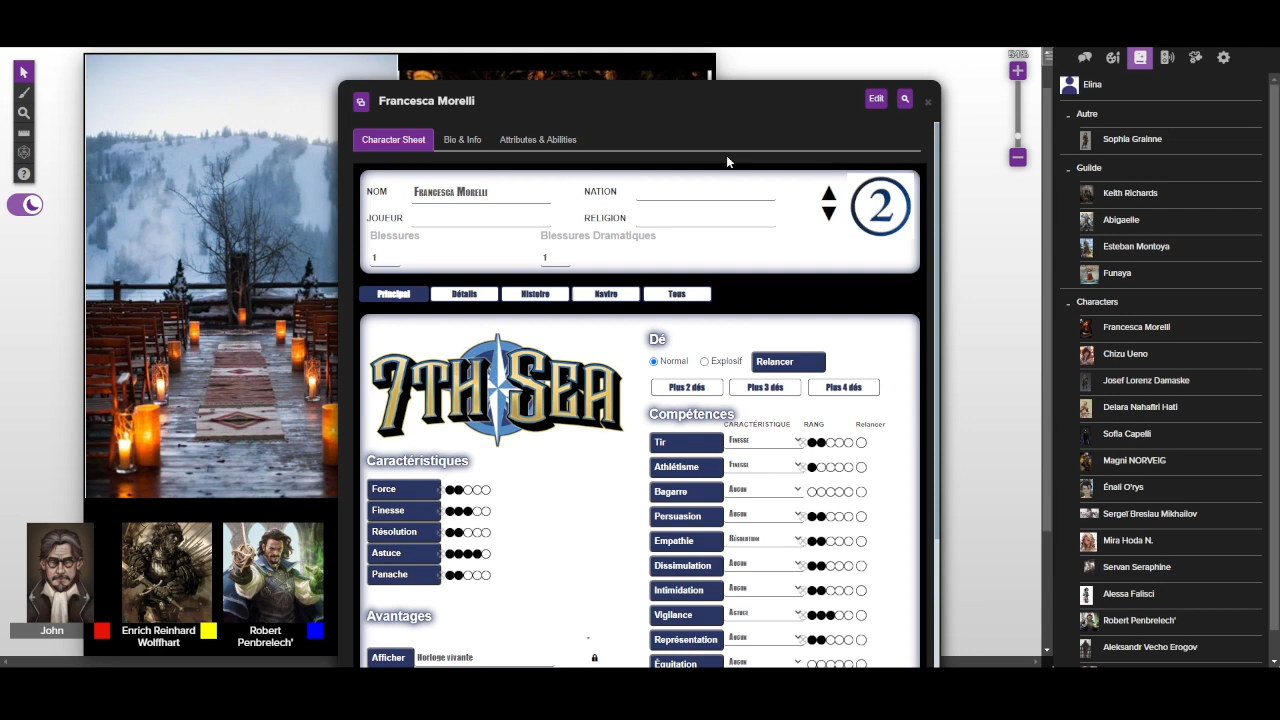 54%
Francesca Morelli
Edit
Character Sheet
Bio & Info
Attributes & Abilities
NOM Francesca Morelli
NATION
JOUEUR
RELIGION
2
Blessures
Blessures Dramatiques
1
1
Principal
Détails
Histoire
Navire
Tous
7TH SEA
Caractéristiques
Force
Finesse
Résolution
Astuce
Panache
Avantages
Afficher Horloge vivante
Dé
Normal
Explosif
Relancer
Plus 2 dés
Plus 3 dés
Plus 4 dés
Compétences
CARACTÉRISTIQUE RANG Relancer
Tir Finesse
Athlétisme Finesse
Bagarre Aucun
Persuasion Aucun
Empathie Résolution
Dissimulation Aucun
Intimidation Aucun
Vigilance Astuce
Représentation Aucun
Équitation Aucun
John
Enrich Reinhard
Wolffhart
Robert
Penbrelech'
Elina
Autre
Sophia Grainne
Guilde
Keith Richards
Abigaelle
Esteban Montoya
Funaya
Characters
Francesca Morelli
Chizu Ueno
Josef Lorenz Damaske
Delara Nahafiri Hati
Sofia Capelli
Magni NORVEIG
Énail O'rys
Sergeï Breslau Mikhailov
Mira Hoda N.
Servan Seraphine
Alessa Falisci
Robert Penbrelech'
Aleksandr Vecho Erogov